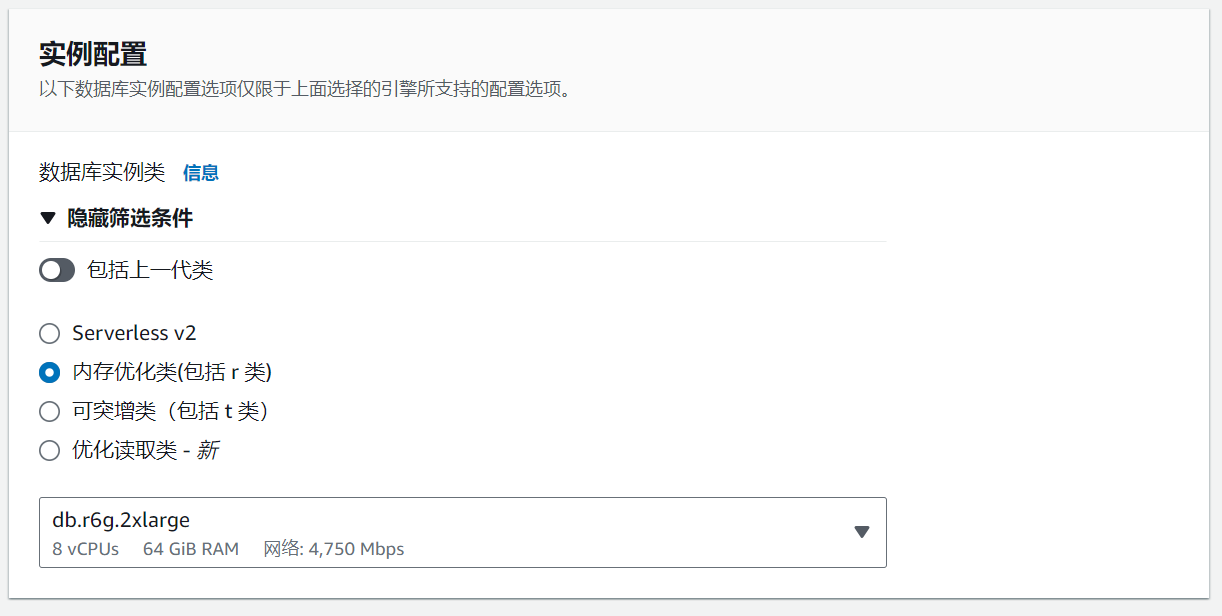 实例配置
以下数据库实例配置选项仅限于上面选择的引擎所支持的配置选项。
数据库实例类 信息
隐藏筛选条件
包括上一代类
Serverless v2
内存优化类(包括 r 类)
可突增类（包括 t 类）
优化读取类 - 新
db.r6g.2xlarge
8 vCPUs 64 GiB RAM 网络: 4,750 Mbps